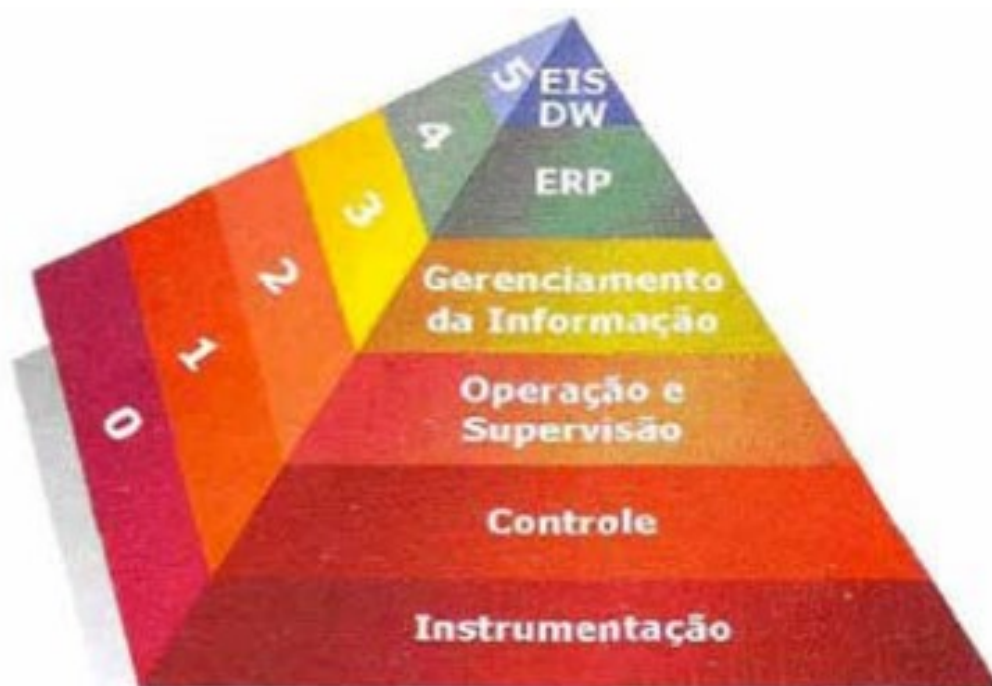 5
EIS
DW
4
ERP
3
Gerenciamento
da Informação
2
Operação e
Supervisão
1
Controle
0
Instrumentação